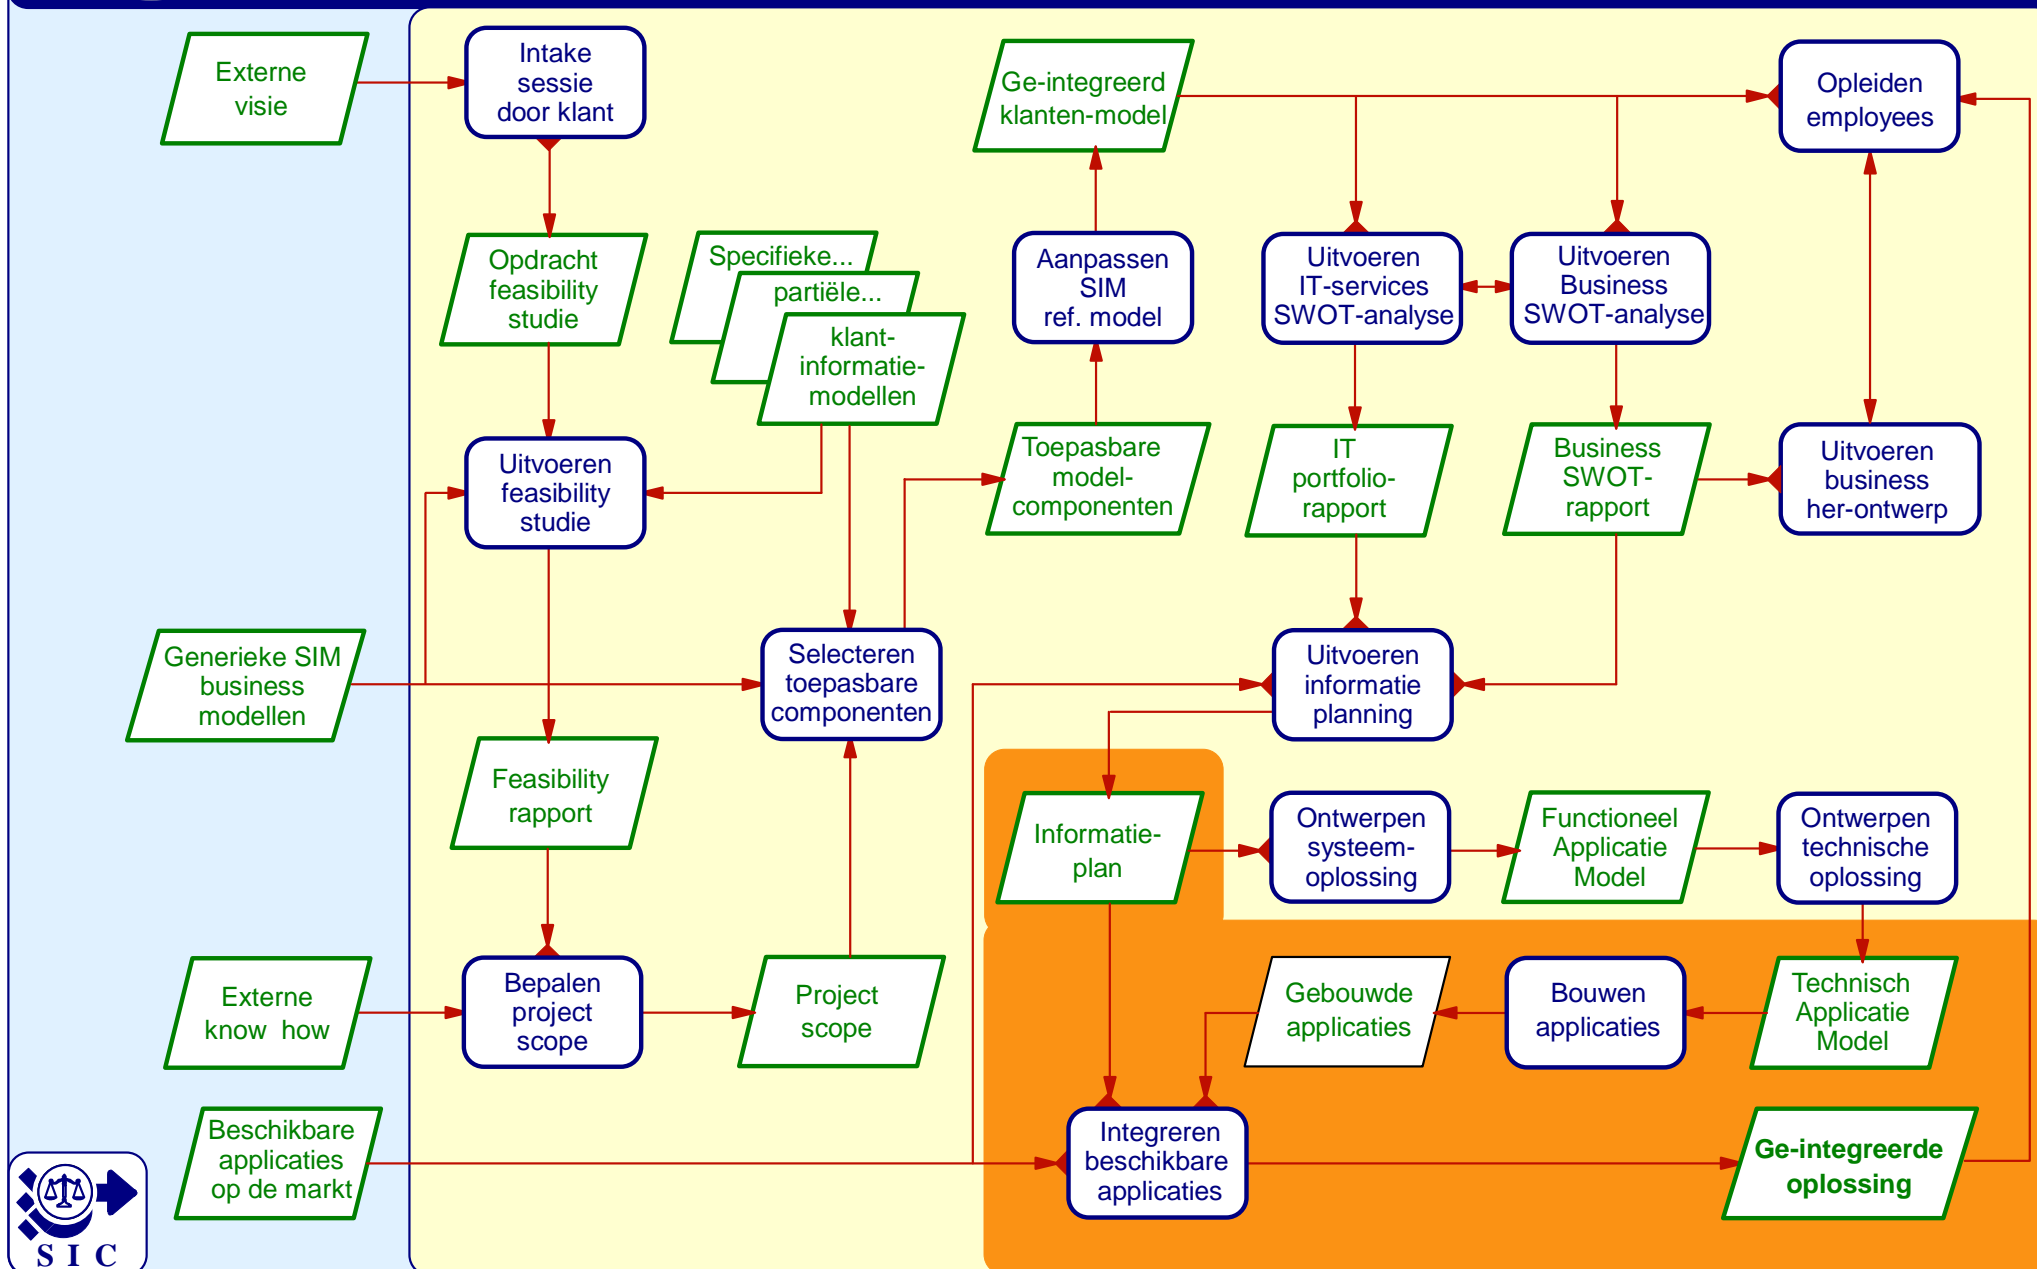 Externe
visie
Intake
sessie
door klant
Ge-integreerd
klanten-model
Opleiden
employees
Opdracht
feasibility
studie
Specifieke...
partiële...
klant-
informatie-
modellen
Aanpassen
SIM
ref. model
Uitvoeren
IT-services
SWOT-analyse
Uitvoeren
Business
SWOT-analyse
Uitvoeren
feasibility
studie
Toepasbare
model-
componenten
IT
portfolio-
rapport
Business
SWOT-
rapport
Uitvoeren
business
her-ontwerp
Generieke SIM
business
modellen
Selecteren
toepasbare
componenten
Uitvoeren
informatie
planning
Feasibility
rapport
Informatie-
plan
Ontwerpen
systeem-
oplossing
Functioneel
Applicatie
Model
Ontwerpen
technische
oplossing
Externe
know how
Bepalen
project
scope
Project
scope
Gebouwde
applicaties
Bouwen
applicaties
Technisch
Applicatie
Model
Beschikbare
applicaties
op de markt
Integreren
beschikbare
applicaties
Ge-integreerde
oplossing
S I C